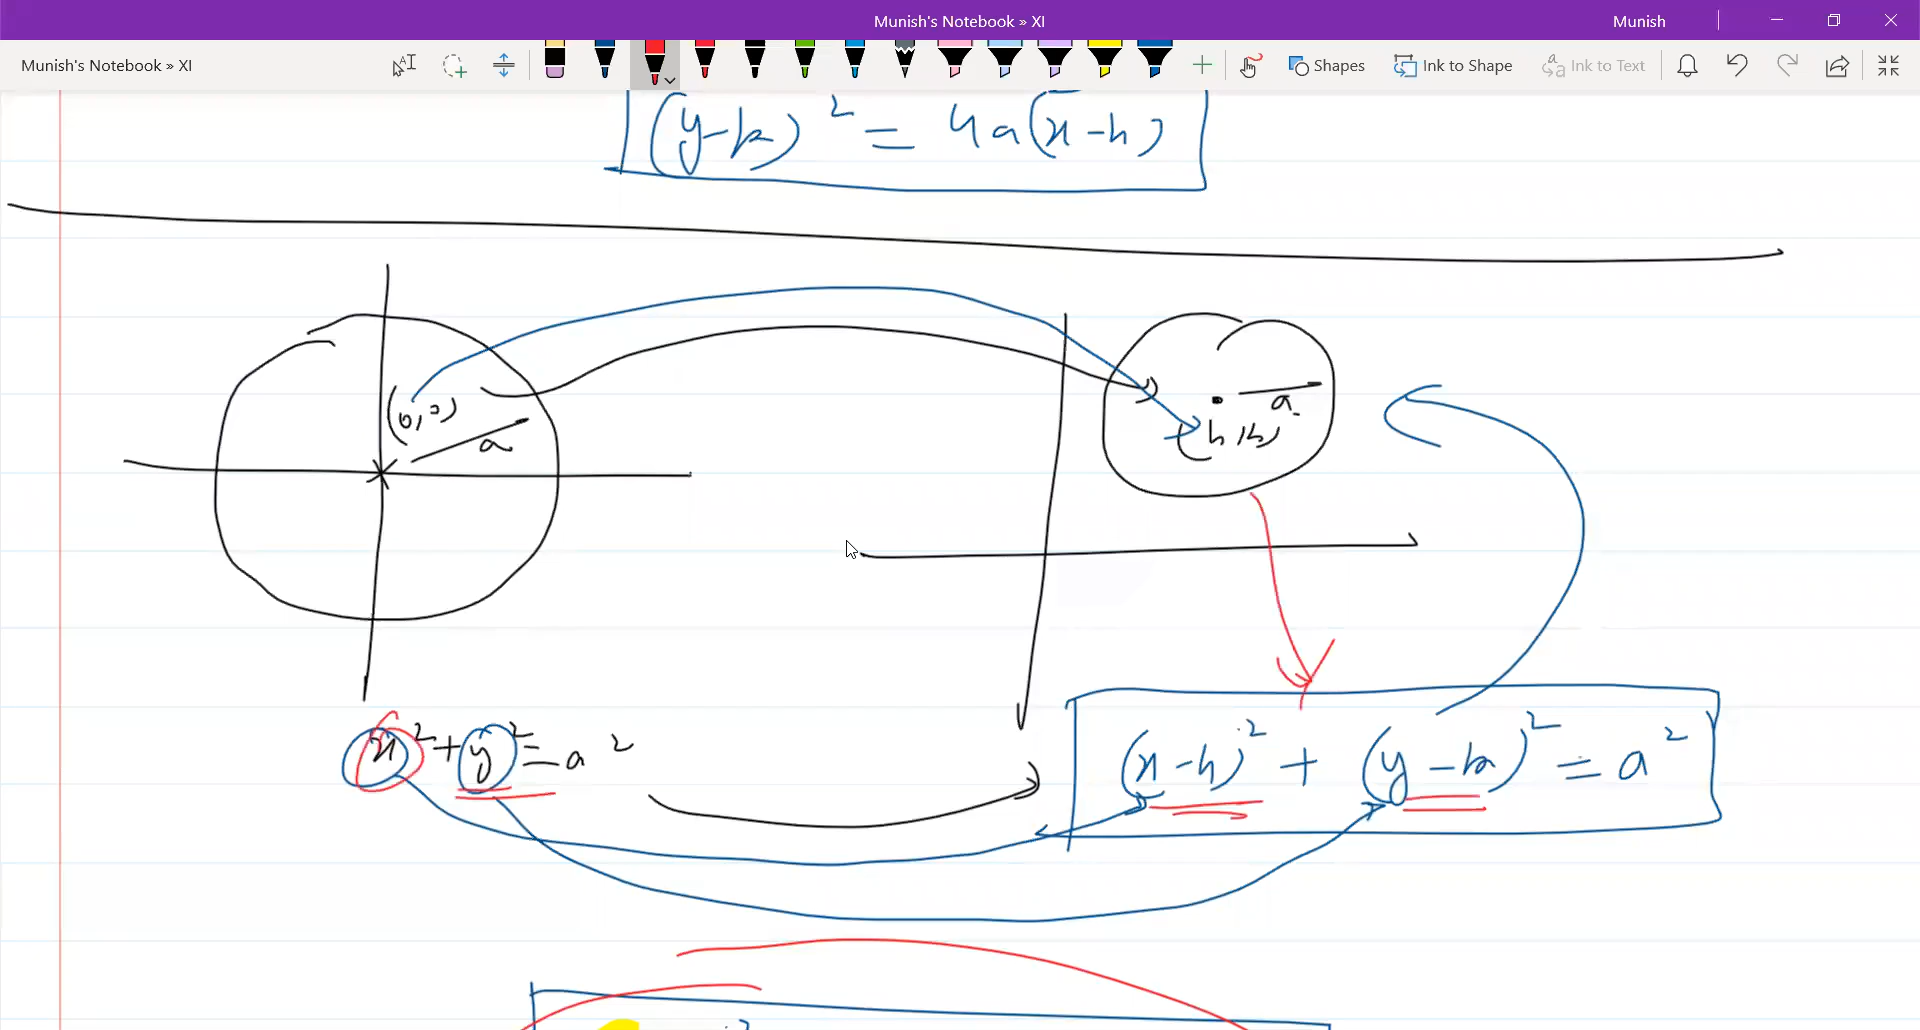 Munish's Notebook » XI
Munish
Munish's Notebook » XI
Shapes
Ink to Shape
Ink to Text
(y-k)² = 4a(x-h)
(0,0)
a
a
(h,k)
x²+y²=a²
(x-h)² + (y-k)² = a²